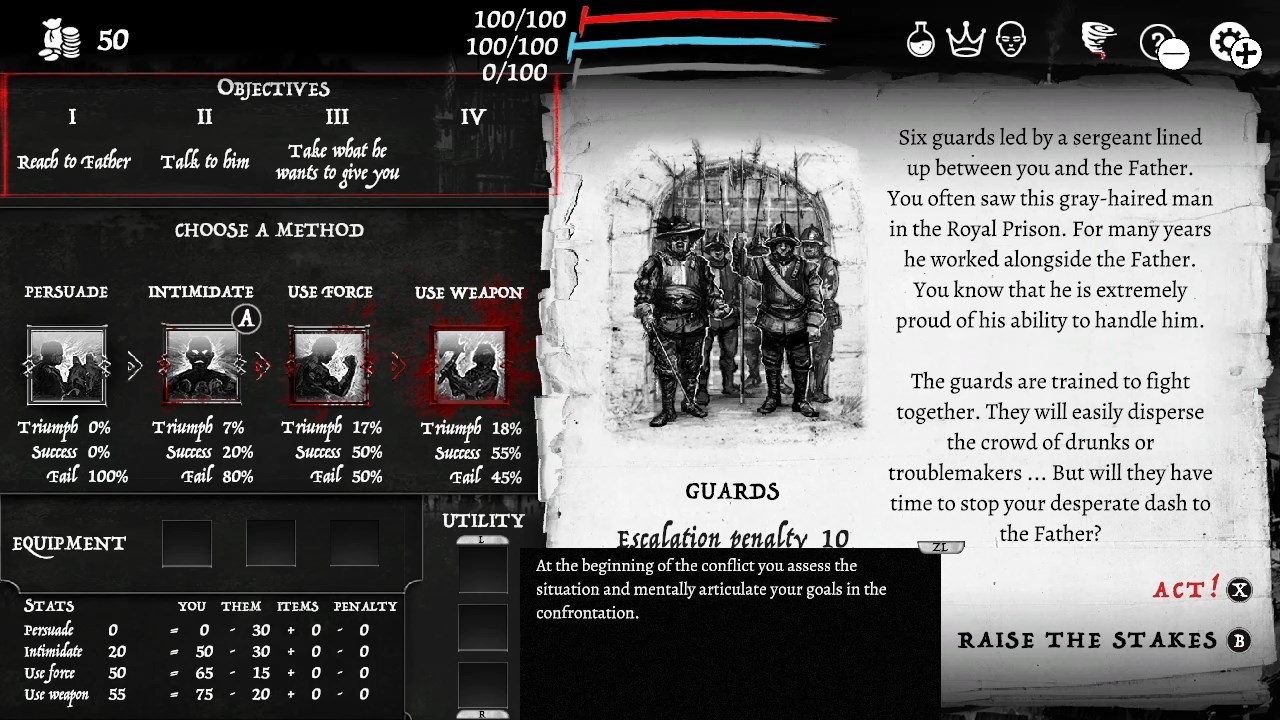 50
100/100
100/100
0/100
?
OBJECTIVES
I II III IV
Reach to Father
Talk to him
Take what he
wants to give you
CHOOSE A METHOD
PERSUADE INTIMIDATE USE FORCE USE WEAPON
A
Triumph 0% Triumph 7% Triumph 17% Triumph 18%
Success 0% Success 20% Success 50% Success 55%
Fail 100% Fail 80% Fail 50% Fail 45%
EQUIPMENT
UTILITY
L
R
STATS YOU THEM ITEMS PENALTY
Persuade 0 = 0 - 30 + 0 - 0
Intimidate 20 = 50 - 30 + 0 - 0
Use force 50 = 65 - 15 + 0 - 0
Use weapon 55 = 75 - 20 + 0 - 0
GUARDS
Escalation penalty 10
Six guards led by a sergeant lined
up between you and the Father.
You often saw this gray-haired man
in the Royal Prison. For many years
he worked alongside the Father.
You know that he is extremely
proud of his ability to handle him.
The guards are trained to fight
together. They will easily disperse
the crowd of drunks or
troublemakers ... But will they have
time to stop your desperate dash to
the Father?
ZL
At the beginning of the conflict you assess the
situation and mentally articulate your goals in the
confrontation.
ACT! X
RAISE THE STAKES B